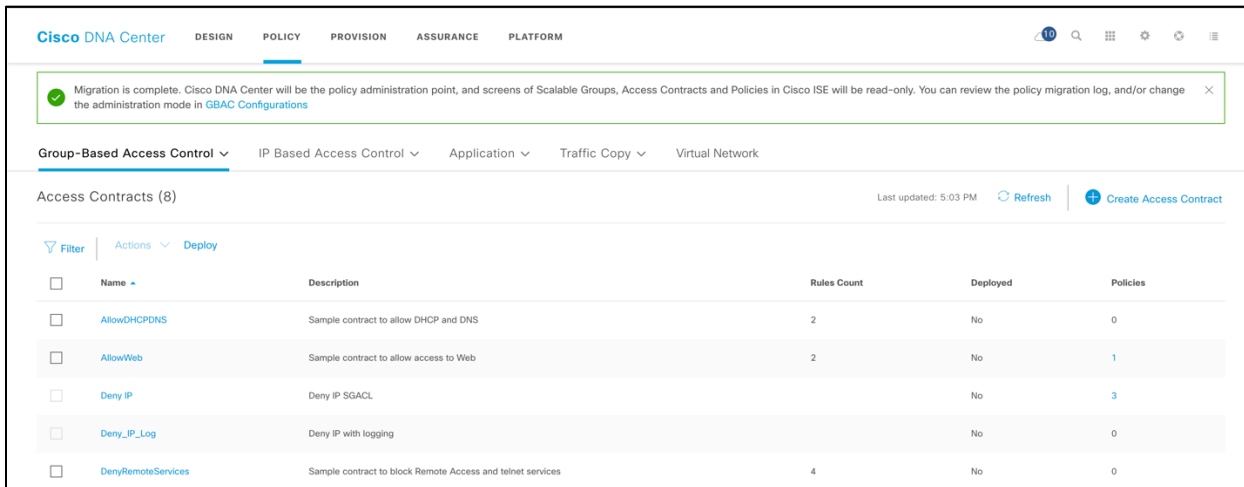 Cisco DNA Center DESIGN POLICY PROVISION ASSURANCE PLATFORM 10
Migration is complete. Cisco DNA Center will be the policy administration point, and screens of Scalable Groups, Access Contracts and Policies in Cisco ISE will be read-only. You can review the policy migration log, and/or change
the administration mode in GBAC Configurations
Group-Based Access Control IP Based Access Control Application Traffic Copy Virtual Network
Access Contracts (8) Last updated: 5:03 PM Refresh Create Access Contract
Filter Actions Deploy
Name Description Rules Count Deployed Policies
AllowDHCPDNS Sample contract to allow DHCP and DNS 2 No 0
AllowWeb Sample contract to allow access to Web 2 No 1
Deny IP Deny IP SGACL No 3
Deny_IP_Log Deny IP with logging No 0
DenyRemoteServices Sample contract to block Remote Access and telnet services 4 No 0